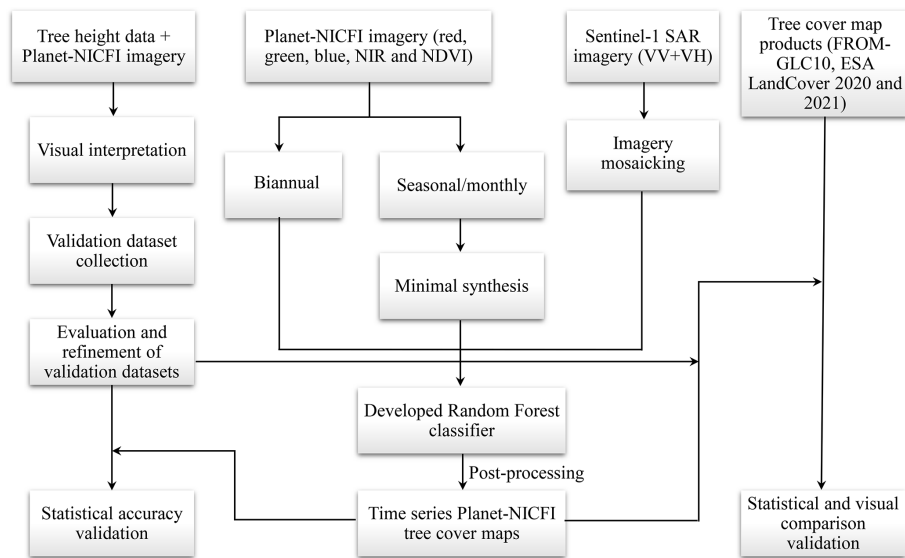 Tree height data +
Planet-NICFI imagery
Planet-NICFI imagery (red,
green, blue, NIR and NDVI)
Sentinel-1 SAR
imagery (VV+VH)
Tree cover map
products (FROM-
GLC10, ESA
LandCover 2020 and
2021)
Visual interpretation
Biannual
Seasonal/monthly
Imagery
mosaicking
Validation dataset
collection
Minimal synthesis
Evaluation and
refinement of
validation datasets
Developed Random Forest
classifier
Post-processing
Statistical accuracy
validation
Time series Planet-NICFI
tree cover maps
Statistical and visual
comparison
validation